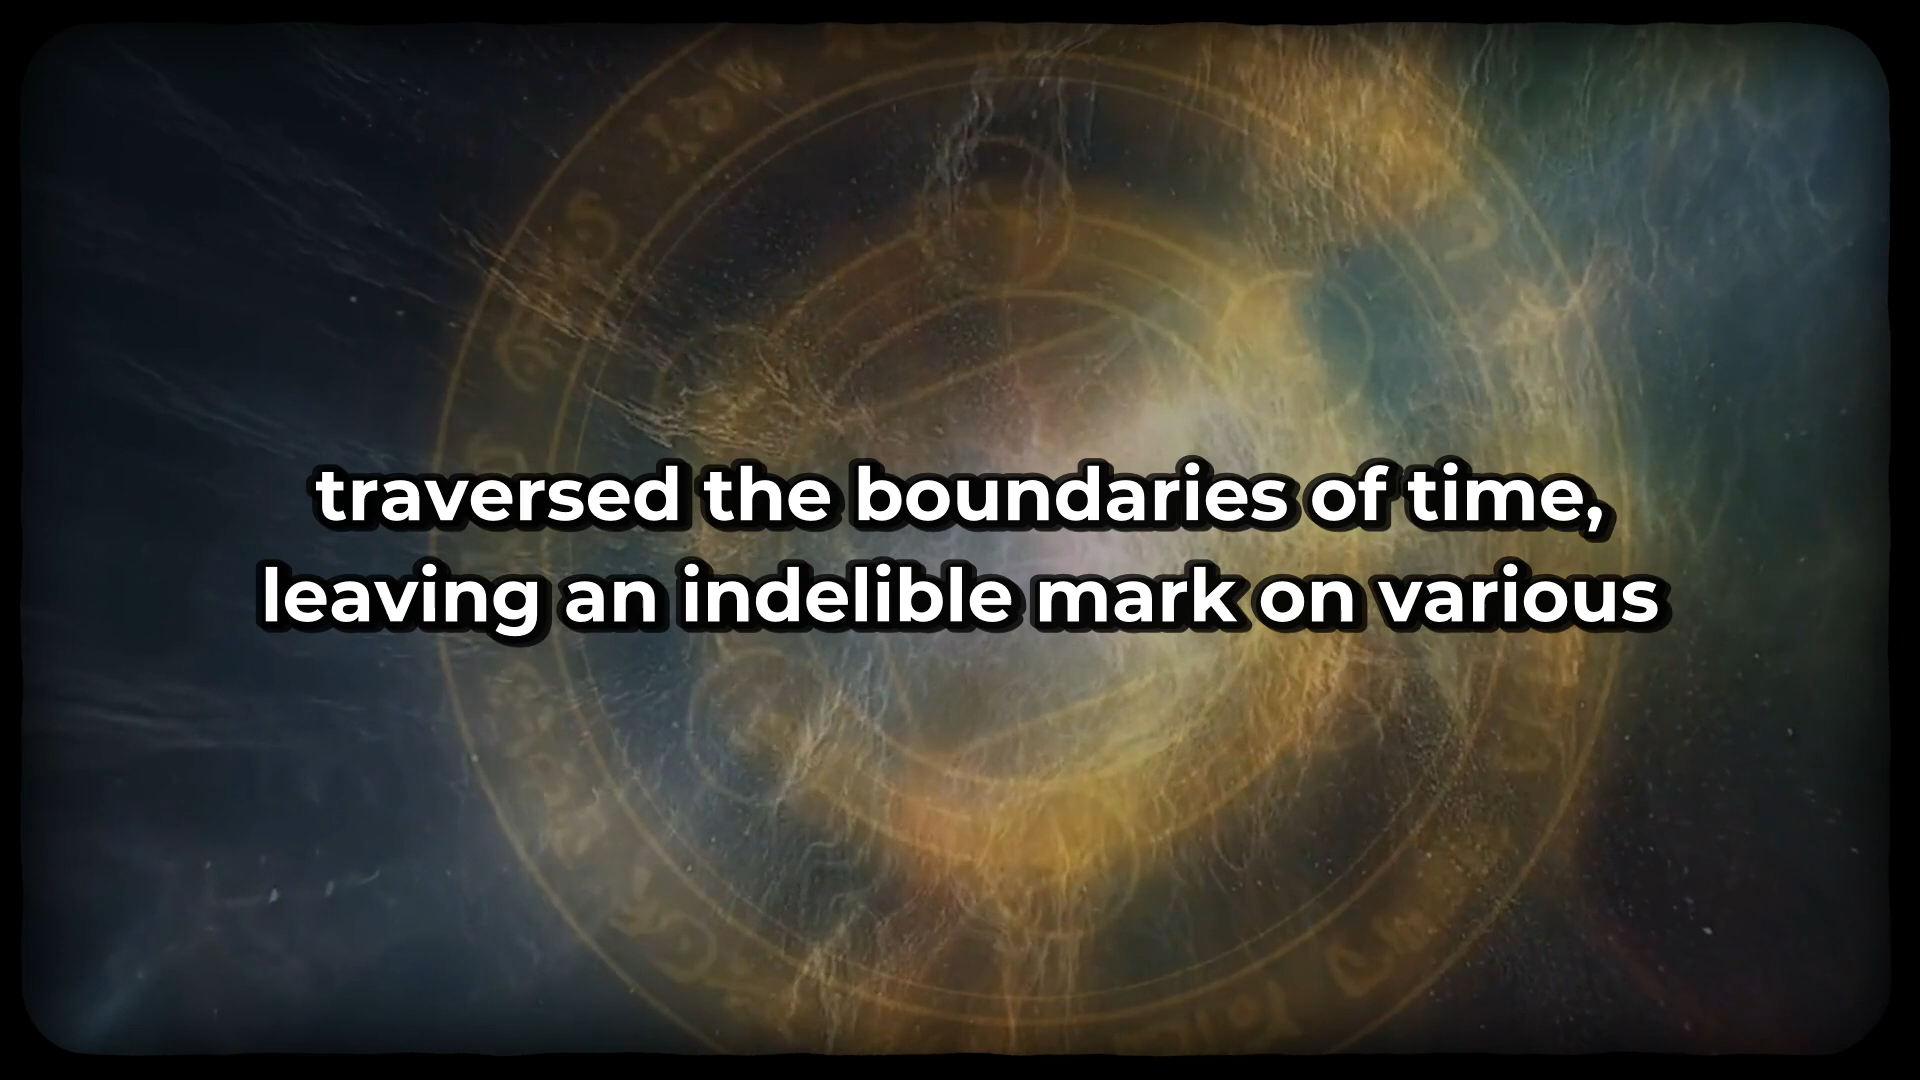 traversed the boundaries of time,
leaving an indelible mark on various